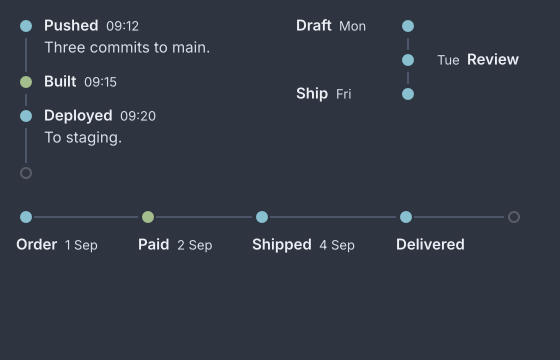 Pushed 09:12
Three commits to main.
Built 09:15
Deployed 09:20
To staging.
Draft Mon
Tue Review
Ship Fri
Order 1 Sep
Paid 2 Sep
Shipped 4 Sep
Delivered